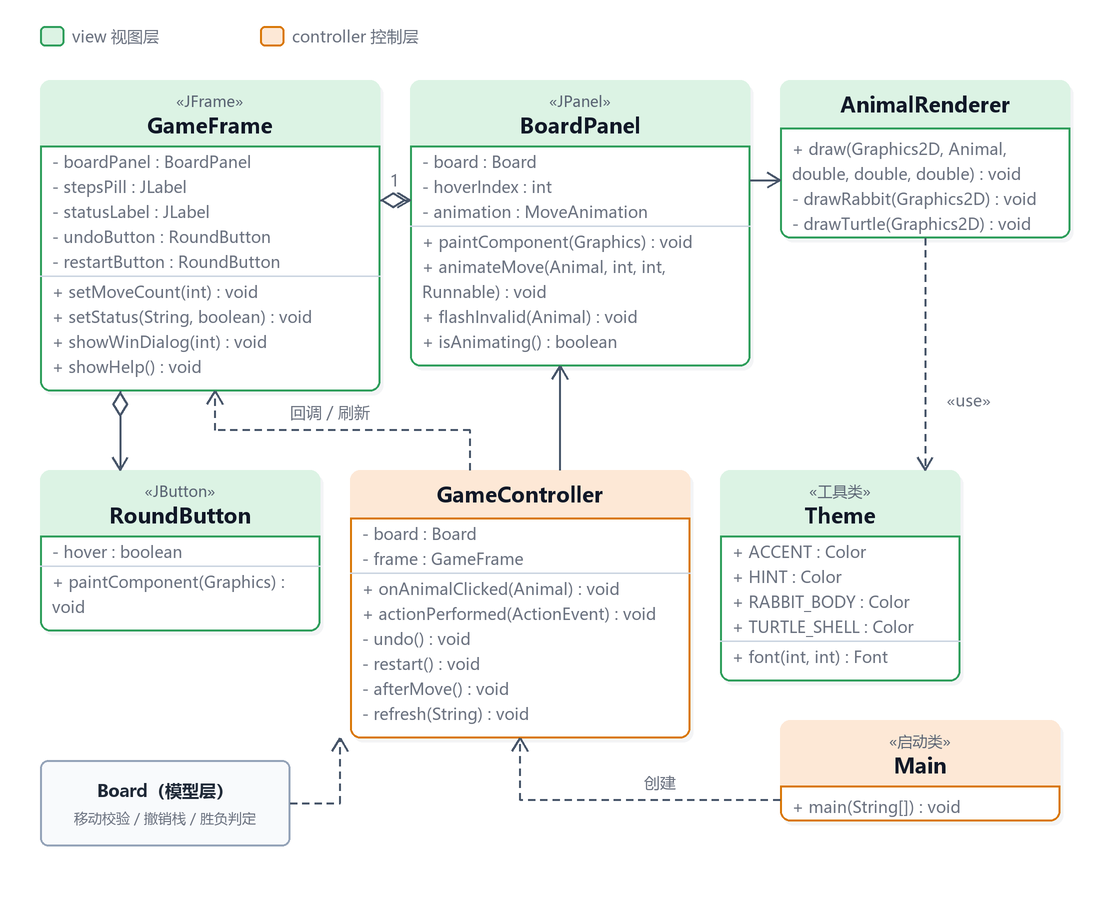 view 视图层
controller 控制层
«JFrame»
GameFrame
- boardPanel : BoardPanel
- stepsPill : JLabel
- statusLabel : JLabel
- undoButton : RoundButton
- restartButton : RoundButton
+ setMoveCount(int) : void
+ setStatus(String, boolean) : void
+ showWinDialog(int) : void
+ showHelp() : void
1
«JPanel»
BoardPanel
- board : Board
- hoverIndex : int
- animation : MoveAnimation
+ paintComponent(Graphics) : void
+ animateMove(Animal, int, int,
Runnable) : void
+ flashInvalid(Animal) : void
+ isAnimating() : boolean
AnimalRenderer
+ draw(Graphics2D, Animal,
double, double, double) : void
- drawRabbit(Graphics2D) : void
- drawTurtle(Graphics2D) : void
回调 / 刷新
«use»
«JButton»
RoundButton
- hover : boolean
+ paintComponent(Graphics) :
void
GameController
- board : Board
- frame : GameFrame
+ onAnimalClicked(Animal) : void
+ actionPerformed(ActionEvent) : void
- undo() : void
- restart() : void
- afterMove() : void
- refresh(String) : void
«工具类»
Theme
+ ACCENT : Color
+ HINT : Color
+ RABBIT_BODY : Color
+ TURTLE_SHELL : Color
+ font(int, int) : Font
Board（模型层）
移动校验 / 撤销栈 / 胜负判定
创建
«启动类»
Main
+ main(String[]) : void